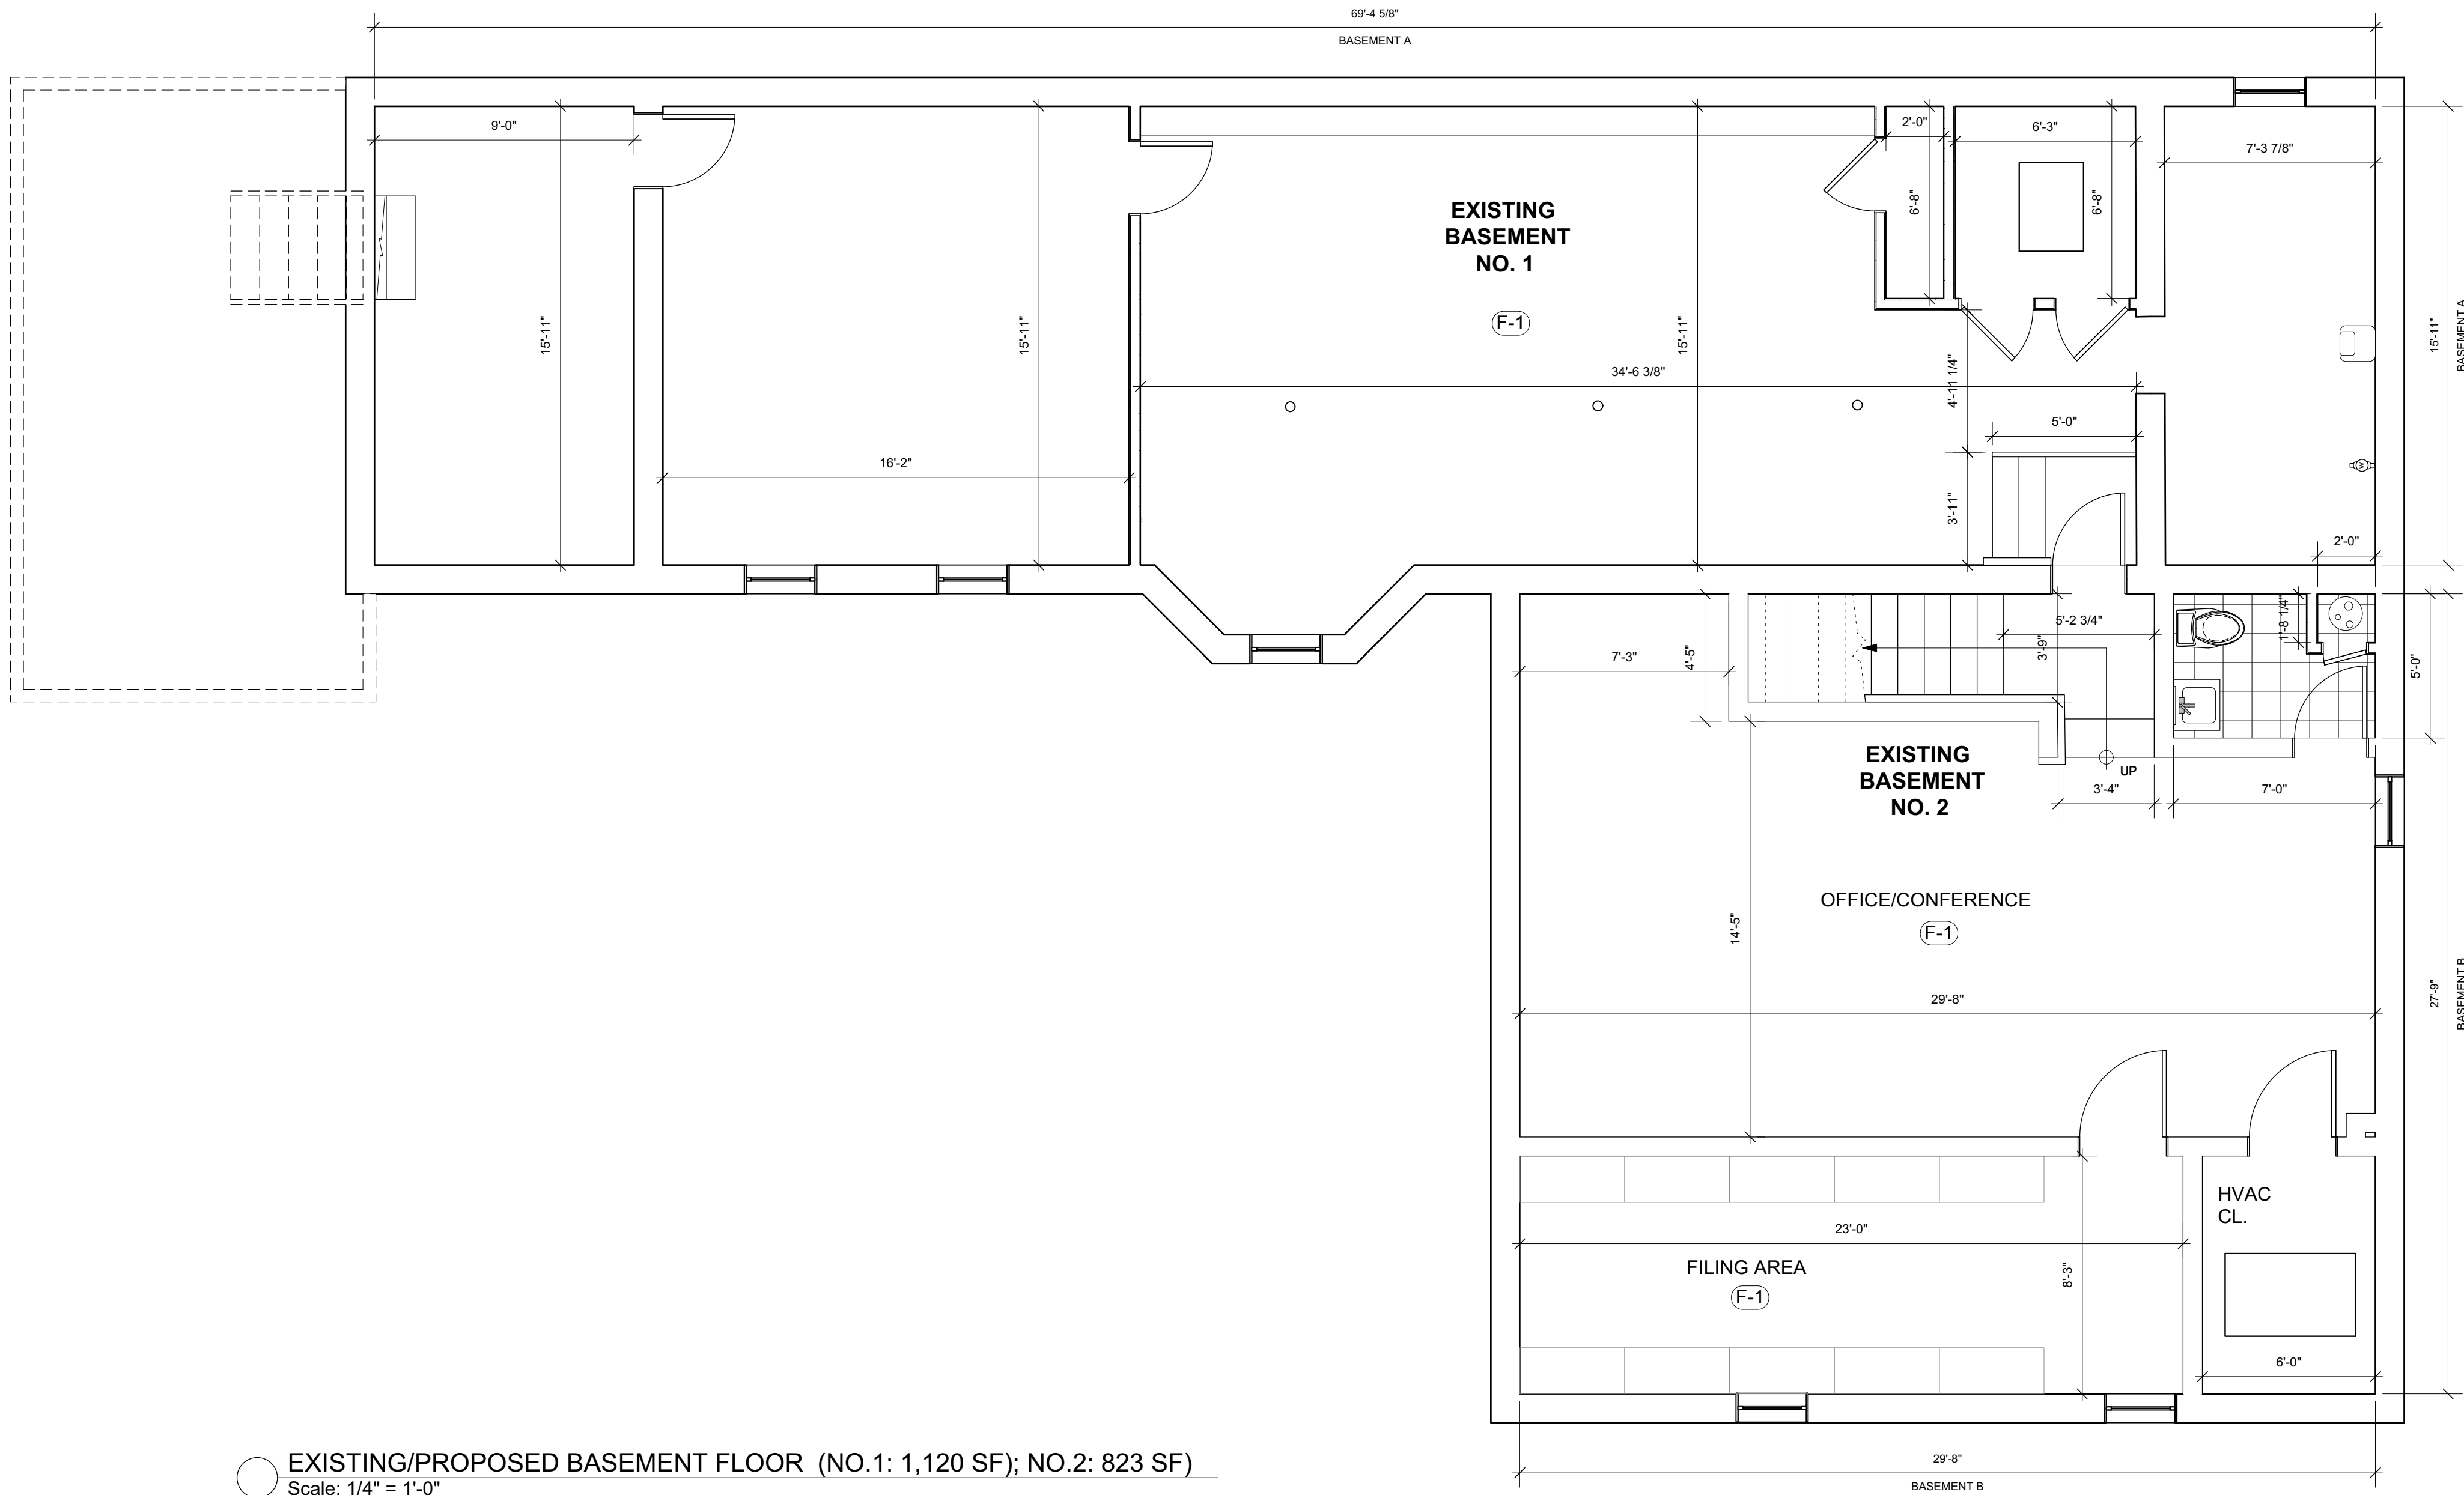 69'-4 5/8"
BASEMENT A
9'-0"
2'-0"
6'-3"
7'-3 7/8"
6'-8"
6'-8"
EXISTING
BASEMENT
NO. 1
F-1
15'-11"
15'-11"
15'-11"
15'-11"
BASEMENT A
34'-6 3/8"
4'-11 1/4"
5'-0"
16'-2"
3'-11"
W
2'-0"
1'-8 1/4"
5'-2 3/4"
3'-9"
7'-3"
4'-5"
5'-0"
EXISTING
BASEMENT
NO. 2
UP
3'-4"
7'-0"
OFFICE/CONFERENCE
F-1
14'-5"
29'-8"
27'-9"
BASEMENT B
HVAC
CL.
23'-0"
FILING AREA
F-1
8'-3"
6'-0"
EXISTING/PROPOSED BASEMENT FLOOR (NO.1: 1,120 SF); NO.2: 823 SF)
Scale: 1/4" = 1'-0"
29'-8"
BASEMENT B